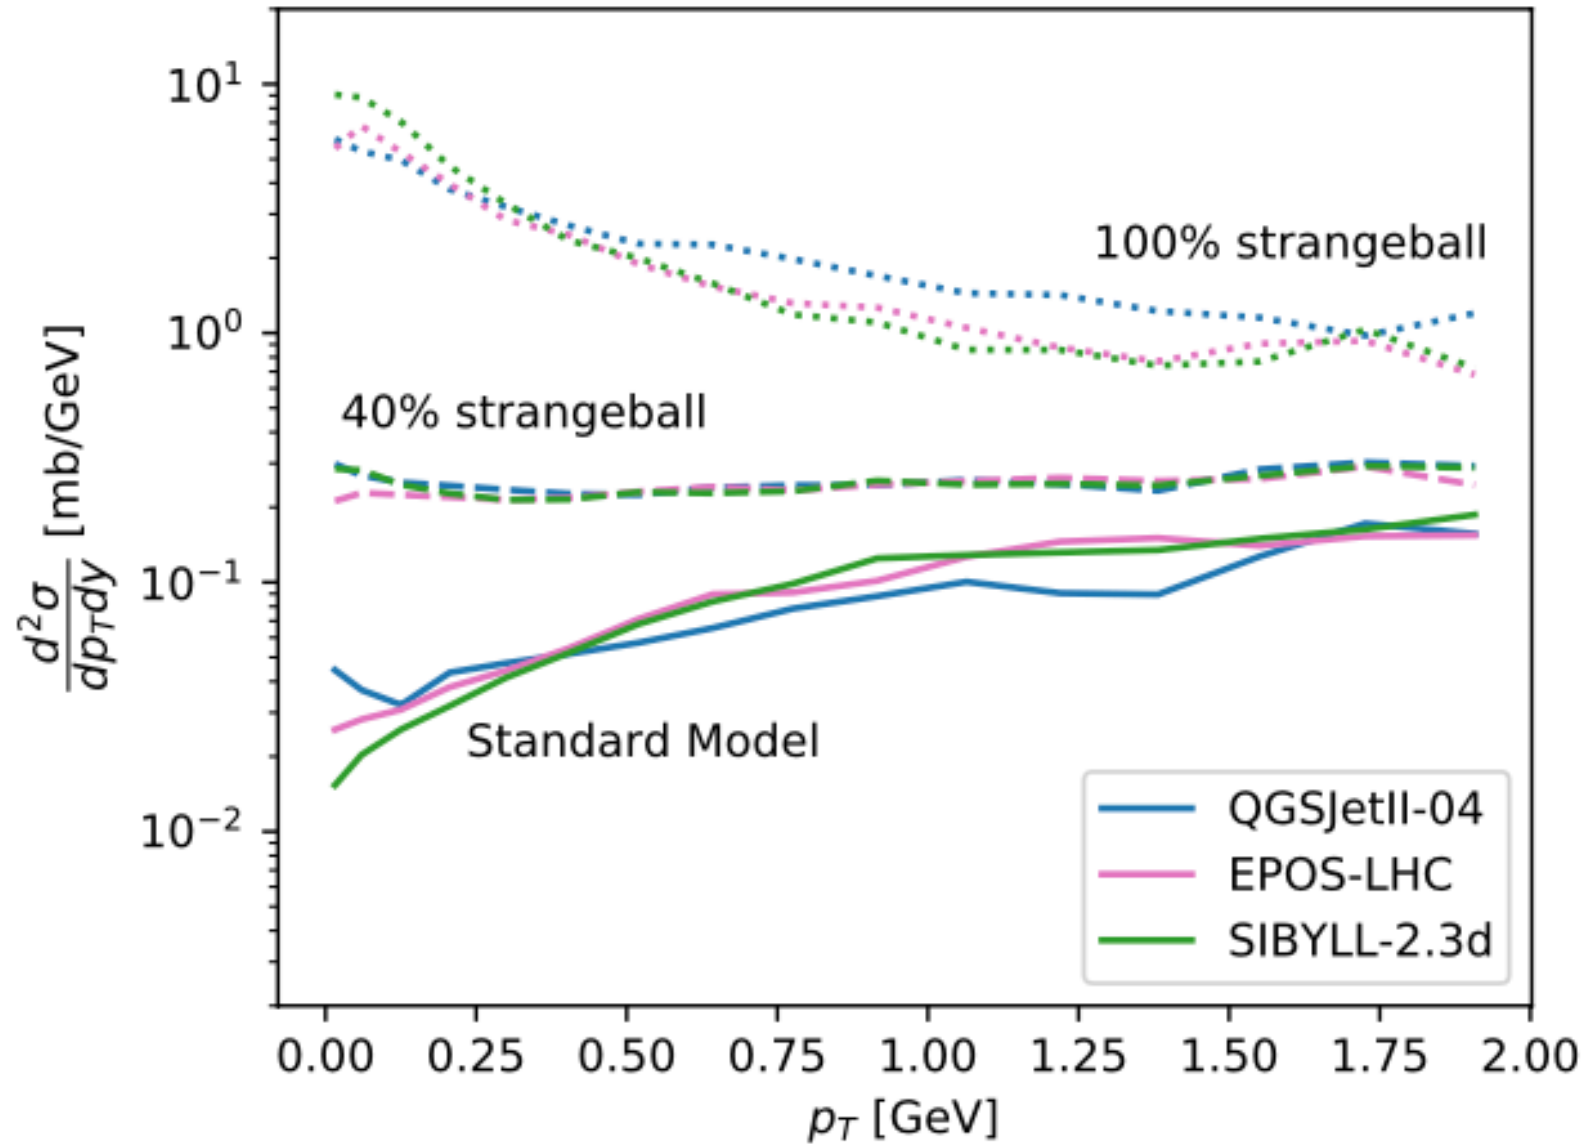 10¹
100% strangeball
10⁰
40% strangeball
10⁻¹
Standard Model
10⁻²
d²σ/dp_T dy [mb/GeV]
QGSJetII-04
EPOS-LHC
SIBYLL-2.3d
0.00 0.25 0.50 0.75 1.00 1.25 1.50 1.75 2.00
p_T [GeV]